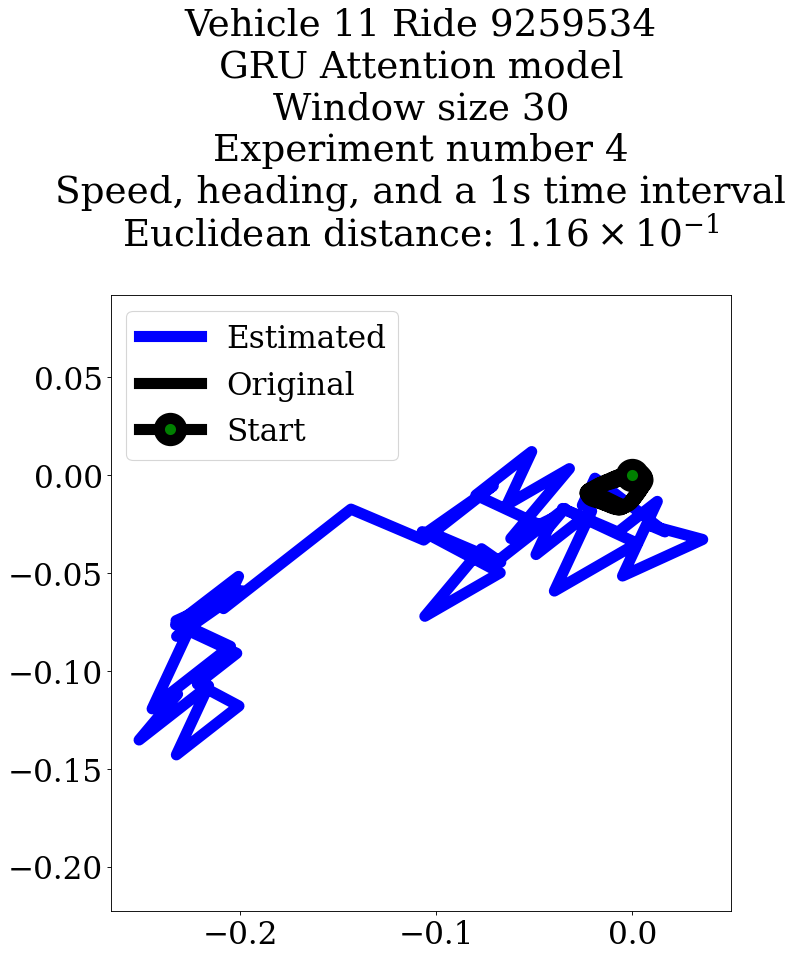 Vehicle 11 Ride 9259534
GRU Attention model
Window size 30
Experiment number 4
Speed, heading, and a 1s time interval
Euclidean distance: 1.16 × 10⁻¹
Estimated
Original
Start
0.05
0.00
−0.05
−0.10
−0.15
−0.20
−0.2 −0.1 0.0